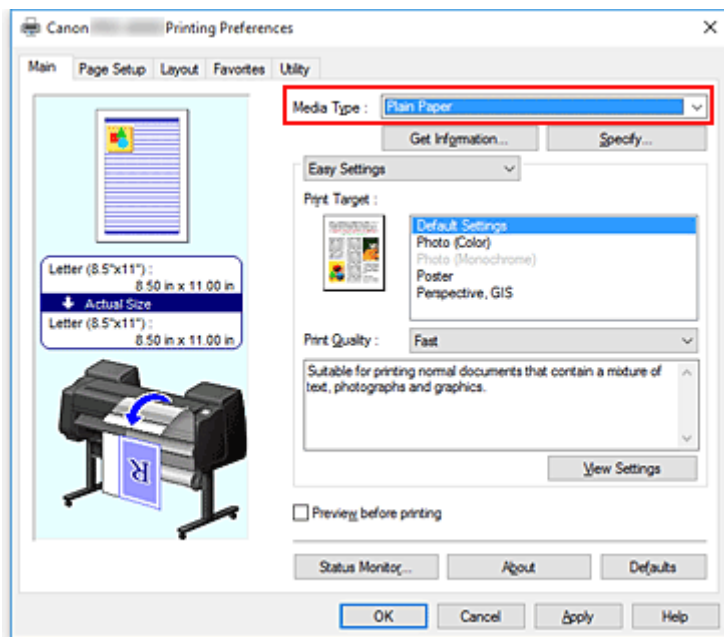 Canon Printing Preferences
Main Page Setup Layout Favorites Utility
Media Type : Plain Paper
Get Information... Specify...
Easy Settings
Print Target :
Default Settings
Photo (Color)
Photo (Monochrome)
Poster
Perspective, GIS
Letter (8.5"x11") :
8.50 in x 11.00 in
Actual Size
Letter (8.5"x11") :
8.50 in x 11.00 in
Print Quality : Fast
Suitable for printing normal documents that contain a mixture of
text, photographs and graphics.
R
View Settings
Preview before printing
Status Monitor... About Defaults
OK Cancel Apply Help